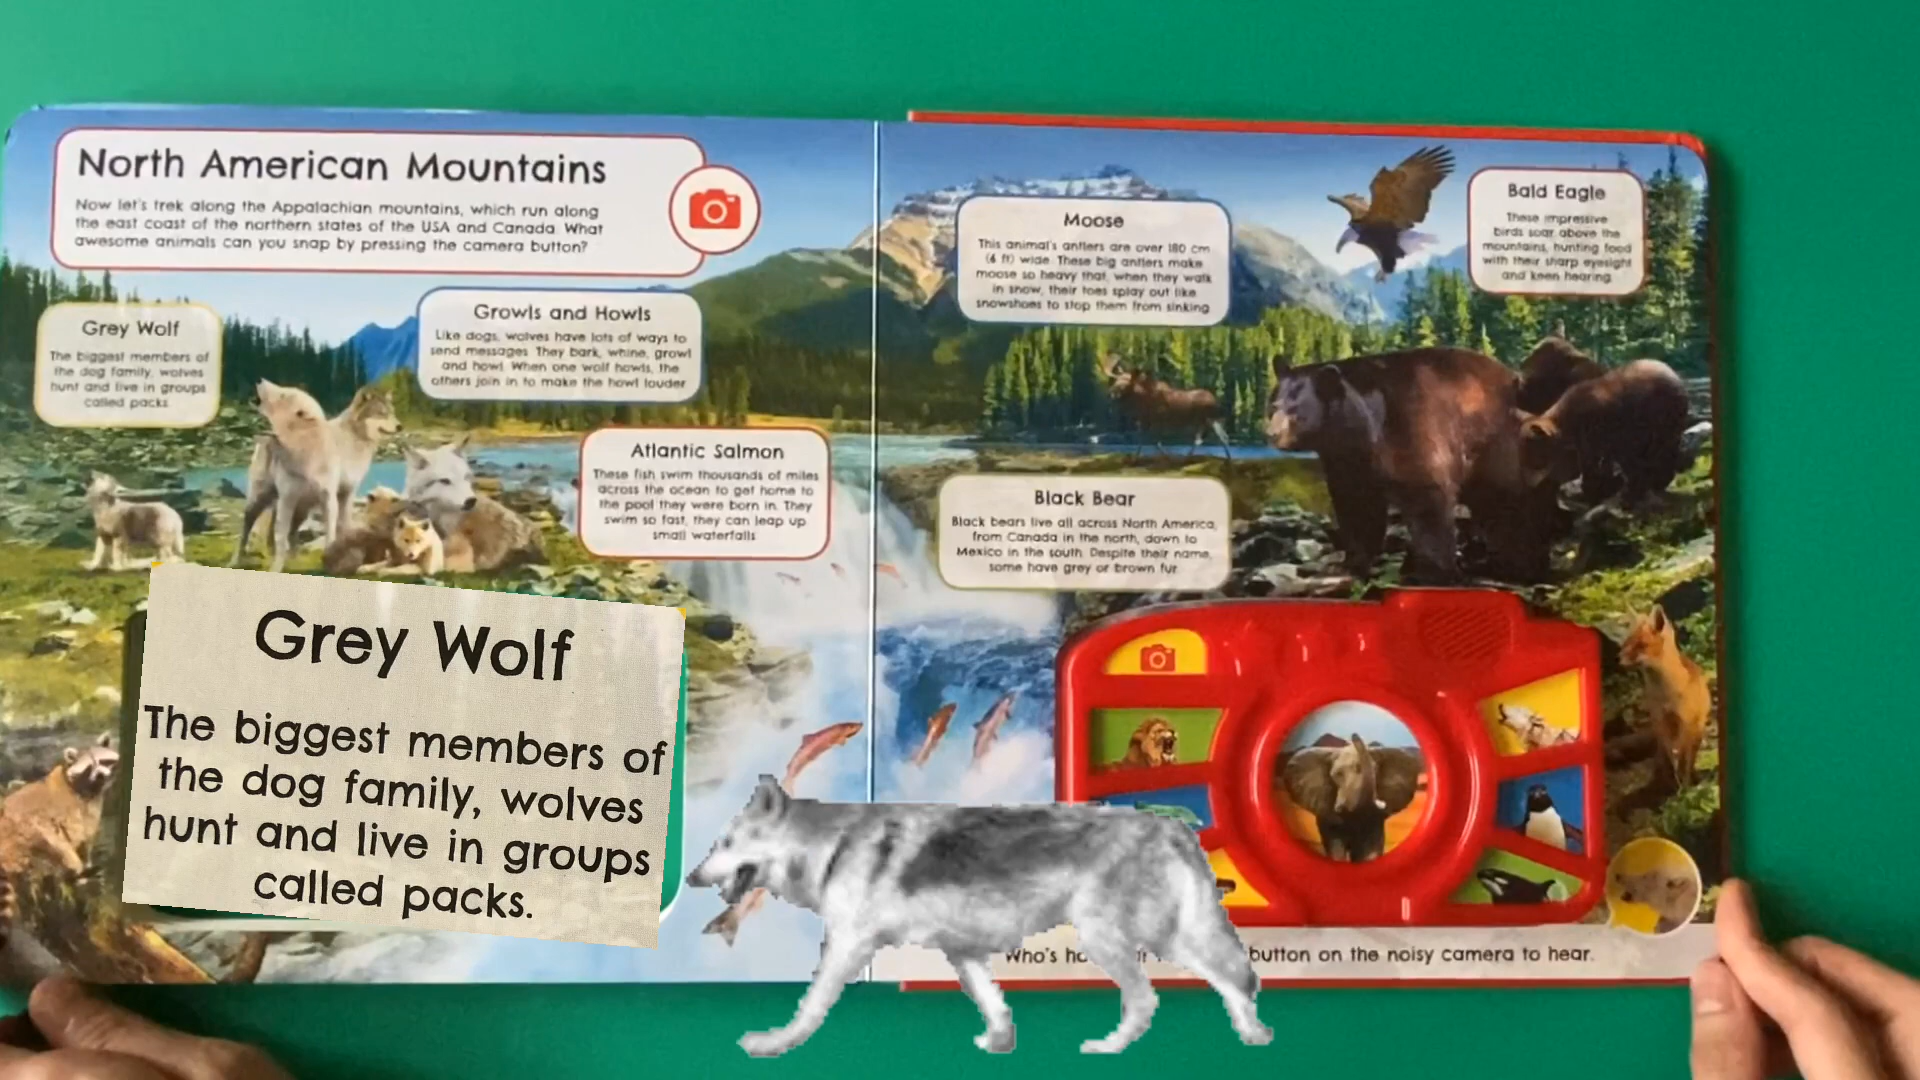 North American Mountains
Now let's trek along the Appalachian mountains, which run along
the east coast of the northern states of the USA and Canada. What
awesome animals can you snap by pressing the camera button?
Grey Wolf
The biggest members of
the dog family, wolves
hunt and live in groups
called packs.
Growls and Howls
Like dogs, wolves have lots of ways to
send messages. They bark, whine, growl
and howl. When one wolf howls, the
others join in to make the howl louder.
Atlantic Salmon
These fish swim thousands of miles
across the ocean to get home to
the pool they were born in. They
swim so fast, they can leap up
small waterfalls.
Moose
This animal's antlers are over 180 cm
(6 ft) wide. These big antlers make
moose so heavy that, when they walk
in snow, their toes splay out like
snowshoes to stop them from sinking.
Bald Eagle
These impressive
birds soar above the
mountains, hunting food
with their sharp eyesight
and keen hearing.
Black Bear
Black bears live all across North America,
from Canada in the north, down to
Mexico in the south. Despite their name,
some have grey or brown fur.
Grey Wolf
The biggest members of
the dog family, wolves
hunt and live in groups
called packs.
Who's button on the noisy camera to hear.